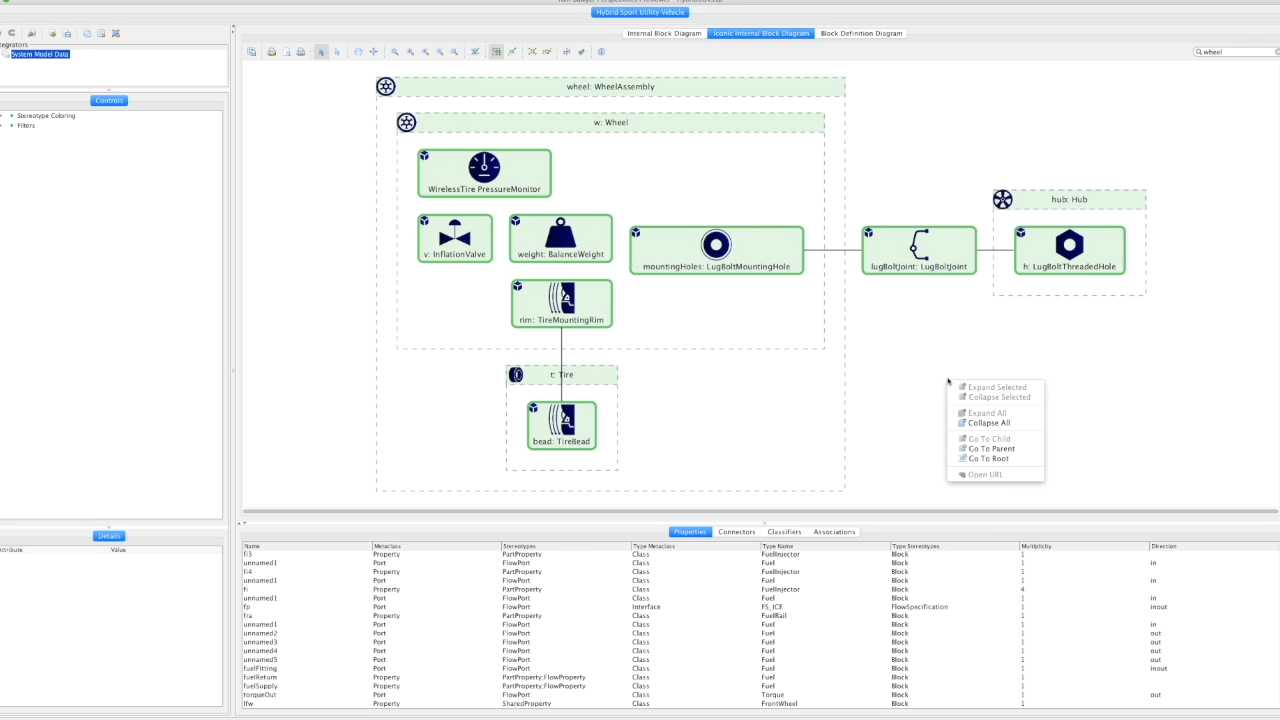 Hybrid Sport Utility Vehicle
Internal Block Diagram
Iconic Internal Block Diagram
Block Definition Diagram
tegrators
System Model Data
wheel
Controls
Stereotype Coloring
Filters
wheel: WheelAssembly
w: Wheel
WirelessTire PressureMonitor
v: InflationValve
weight: BalanceWeight
mountingHoles: LugBoltMountingHole
lugBoltJoint: LugBoltJoint
hub: Hub
h: LugBoltThreadedHole
rim: TireMountingRim
t: Tire
bead: TireBead
Expand Selected
Collapse Selected
Expand All
Collapse All
Go To Child
Go To Parent
Go To Root
Open URL
Details
Attribute Value
Properties Connectors Classifiers Associations
Name Metaclass Stereotypes Type Metaclass Type Name Type Stereotypes Multiplicity Direction
fi3 Property PartProperty Class FuelInjector Block 1
unnamed1 Port FlowPort Class Fuel Block 1 in
fi4 Property PartProperty Class FuelInjector Block 1
unnamed1 Port FlowPort Class Fuel Block 1 in
fi Property PartProperty Class FuelInjector Block 4
unnamed1 Port FlowPort Class Fuel Block 1 in
fp Port FlowPort Interface FS_ICE FlowSpecification 1 inout
fra Property PartProperty Class FuelRail Block 1
unnamed1 Port FlowPort Class Fuel Block 1 in
unnamed2 Port FlowPort Class Fuel Block 1 out
unnamed3 Port FlowPort Class Fuel Block 1 out
unnamed4 Port FlowPort Class Fuel Block 1 out
unnamed5 Port FlowPort Class Fuel Block 1 out
fuelFitting Port FlowPort Class Fuel Block 1 inout
fuelReturn Property PartProperty;FlowProperty Class Fuel Block 1
fuelSupply Property PartProperty;FlowProperty Class Fuel Block 1
torqueOut Port FlowPort Class Torque Block 1 out
lfw Property SharedProperty Class FrontWheel Block 1